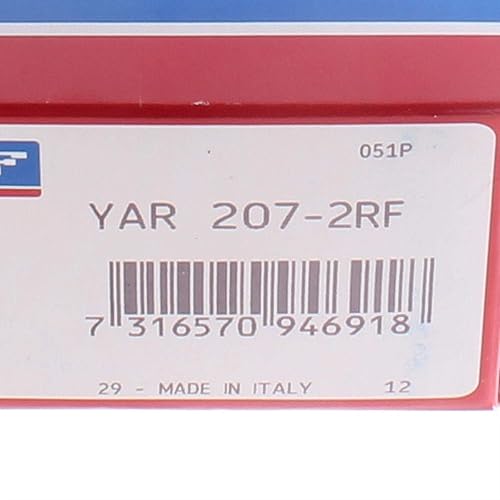 051P
YAR 207-2RF
7 316570 946918
29 - MADE IN ITALY 12